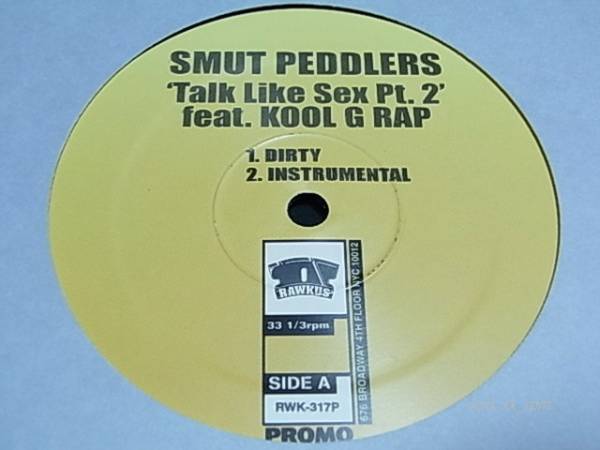 SMUT PEDDLERS
'Talk Like Sex Pt. 2'
feat. KOOL G RAP
1. DIRTY
2. INSTRUMENTAL
RAWKUS
33 1/3rpm
SIDE A
RWK-317P
PROMO
676 BROADWAY 4TH FLOOR NYC 10012